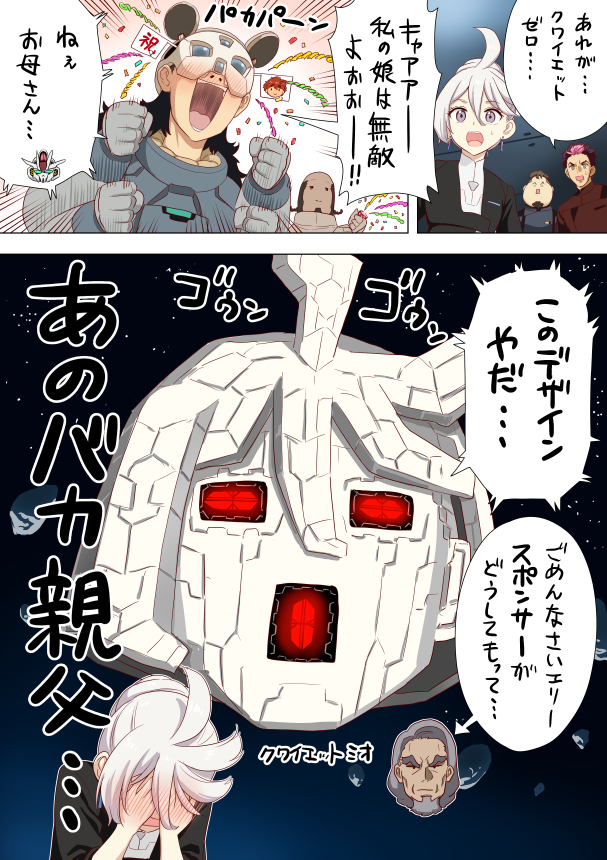 あれが…
クワイエット
ゼロ……
キャアアー
私の娘は無敵
よおおー!!
パカパーン
祝
ねぇ
お母さん…
このデザイン
やだ…
ゴウン
ゴウン
ごめんなさいエリー
スポンサーが
どうしてもって…
クワイエットミオ
あのバカ親父…